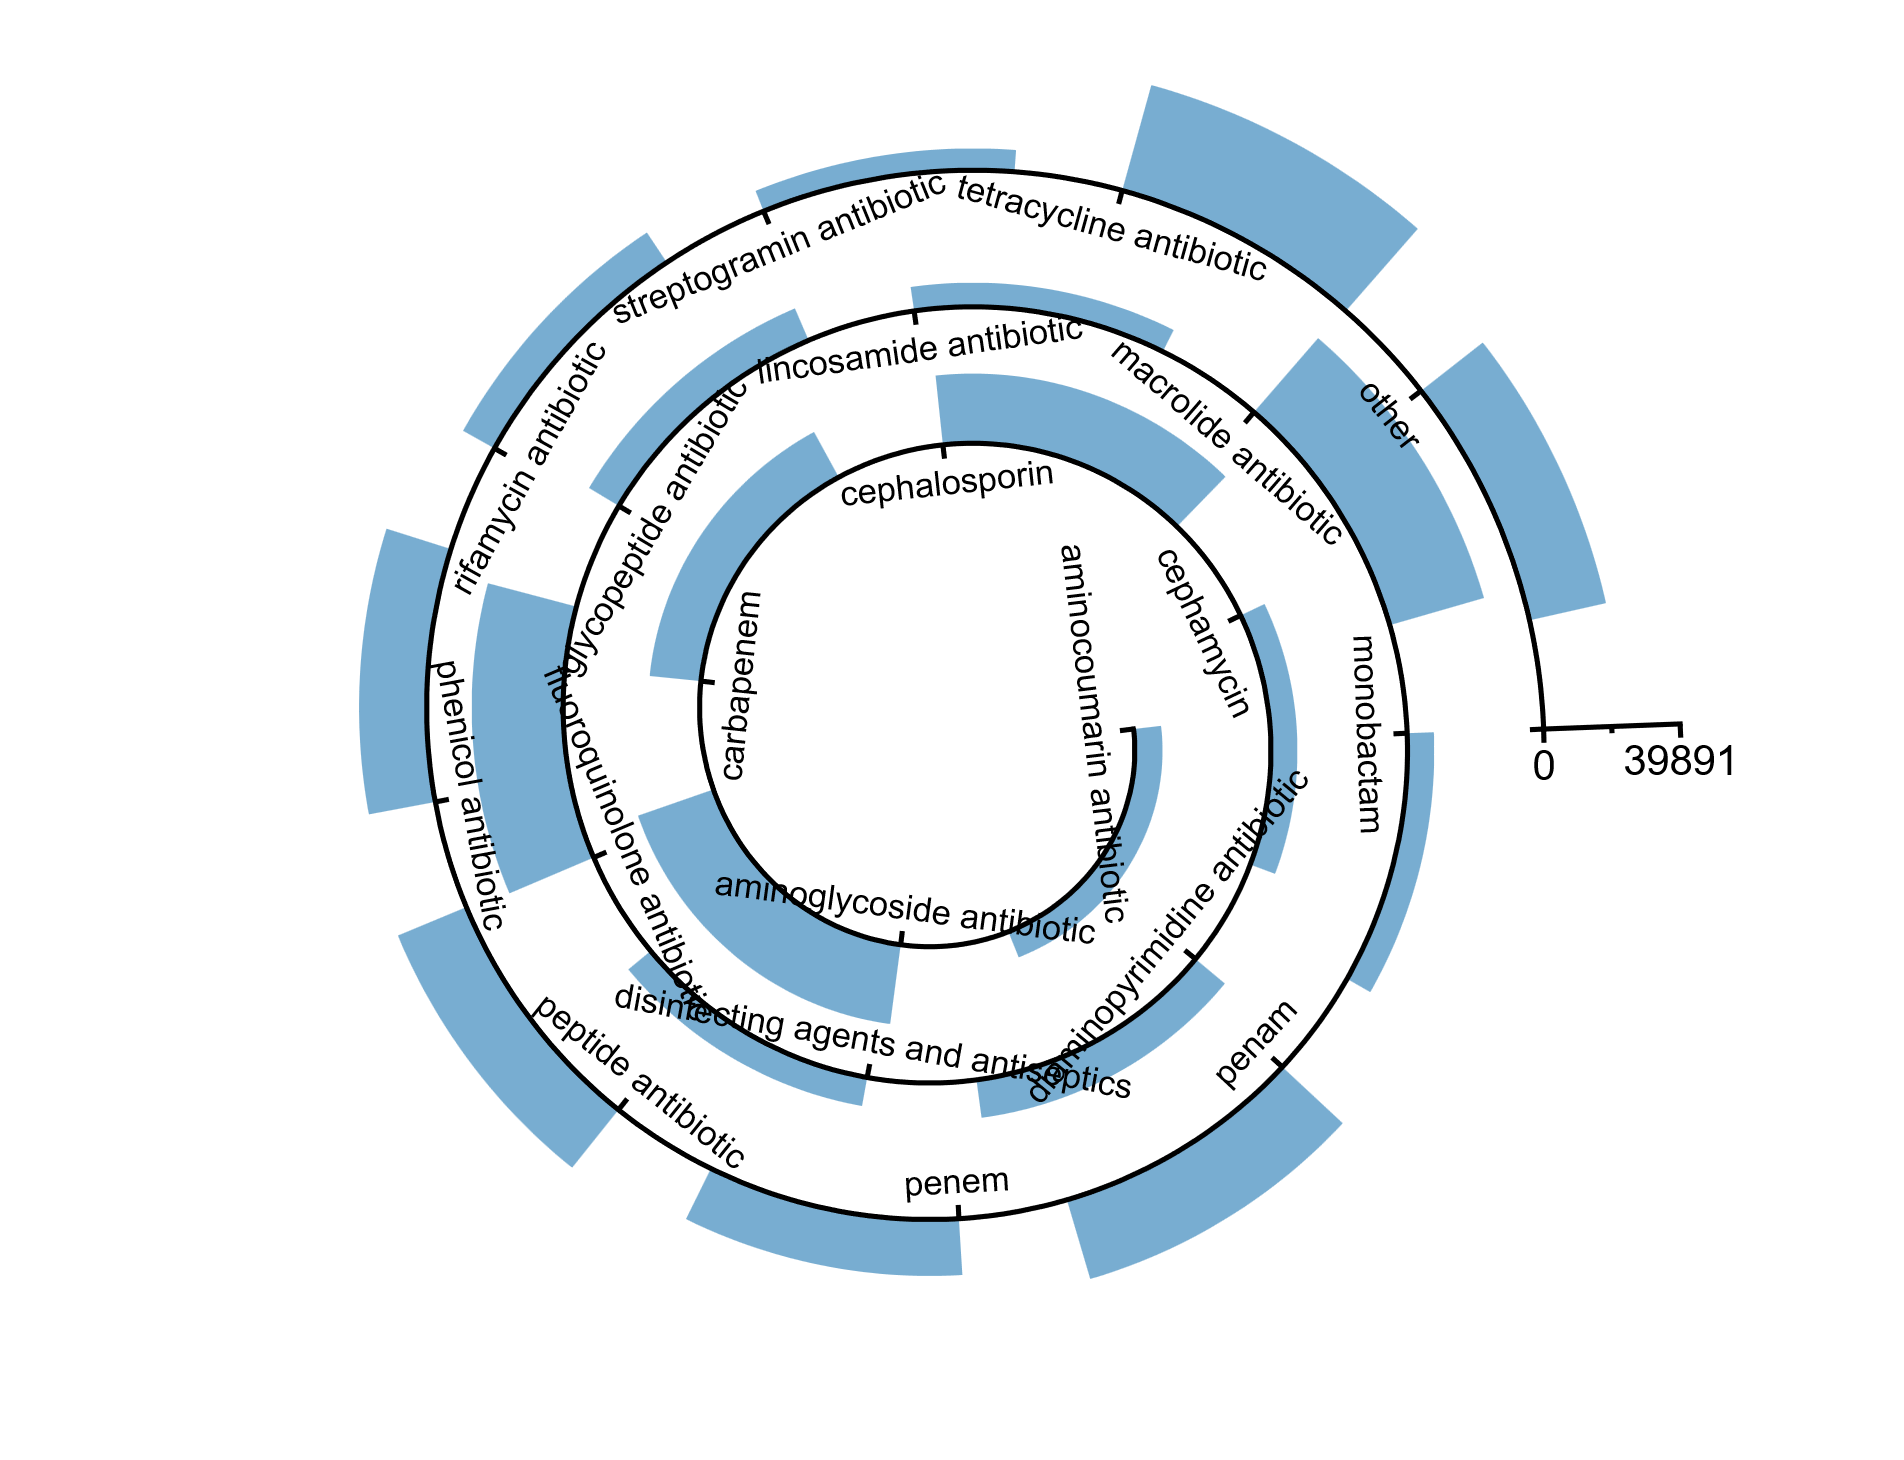 aminocoumarin antibiotic
aminoglycoside antibiotic
carbapenem
cephalosporin
cephamycin
diaminopyrimidine antibiotic
disinfecting agents and antiseptics
fluoroquinolone antibiotic
glycopeptide antibiotic
lincosamide antibiotic
macrolide antibiotic
monobactam
penam
penem
peptide antibiotic
phenicol antibiotic
rifamycin antibiotic
streptogramin antibiotic
tetracycline antibiotic
other
0
39891